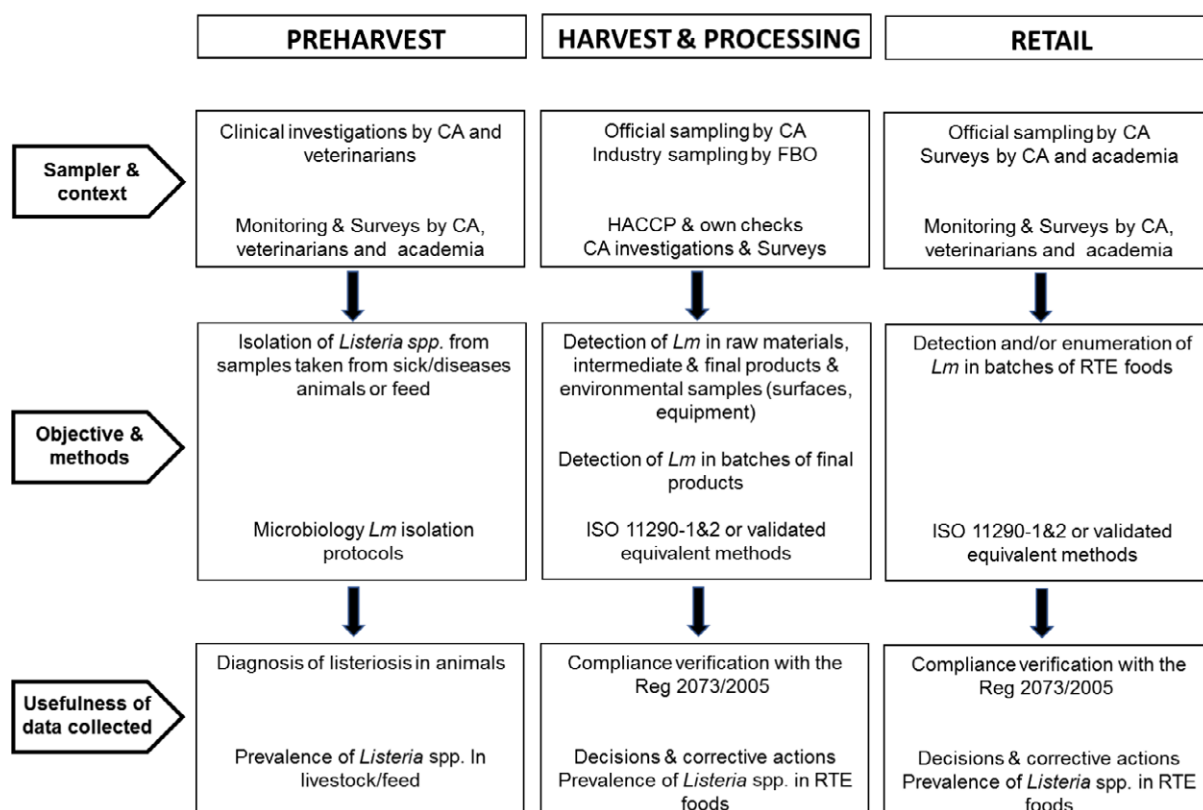 PREHARVEST
HARVEST & PROCESSING
RETAIL
Sampler &
context
Clinical investigations by CA and
veterinarians
Monitoring & Surveys by CA,
veterinarians and academia
Official sampling by CA
Industry sampling by FBO
HACCP & own checks
CA investigations & Surveys
Official sampling by CA
Surveys by CA and academia
Monitoring & Surveys by CA,
veterinarians and academia
Objective &
methods
Isolation of Listeria spp. from
samples taken from sick/diseases
animals or feed
Microbiology Lm isolation
protocols
Detection of Lm in raw materials,
intermediate & final products &
environmental samples (surfaces,
equipment)
Detection of Lm in batches of final
products
ISO 11290-1&2 or validated
equivalent methods
Detection and/or enumeration of
Lm in batches of RTE foods
ISO 11290-1&2 or validated
equivalent methods
Usefulness of
data collected
Diagnosis of listeriosis in animals
Prevalence of Listeria spp. In
livestock/feed
Compliance verification with the
Reg 2073/2005
Decisions & corrective actions
Prevalence of Listeria spp. in RTE
foods
Compliance verification with the
Reg 2073/2005
Decisions & corrective actions
Prevalence of Listeria spp. in RTE
foods